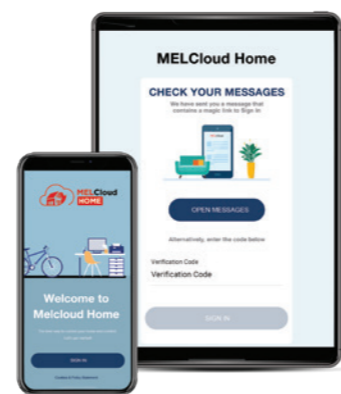 MELCloud Home
CHECK YOUR MESSAGES
We have sent you a message that
contains a magic link to Sign in
OPEN MESSAGES
Alternatively, enter the code below
Verification Code
Verification Code
SIGN IN
MELCloud
HOME
Welcome to
Melcloud Home
SIGN IN